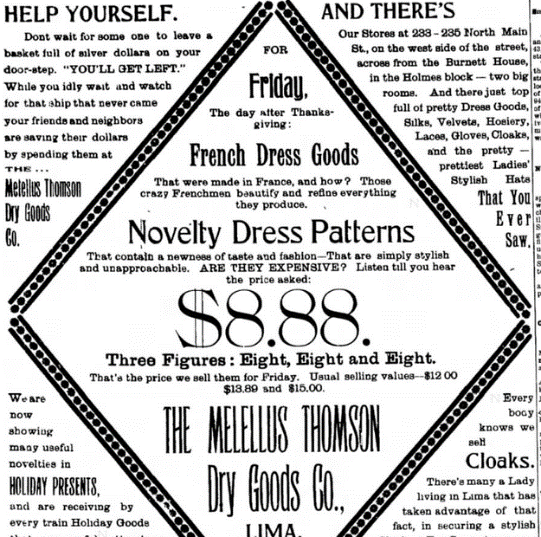 HELP YOURSELF.
Dont wait for some one to leave a
basket full of silver dollars on your
door-step. "YOU'LL GET LEFT."
While you idly wait and watch
for that ship that never came
your friends and neighbors
are saving their dollars
by spending them at
THE ...
Metellus Thomson
Dry Goods
Co.
AND THERE'S
Our Stores at 233-235 North Main
St., on the west side of the street,
across from the Burnett House,
in the Holmes block — two big
rooms. And there just top
full of pretty Dress Goods,
Silks, Velvets, Hosiery,
Laces, Gloves, Cloaks,
and the pretty —
prettiest Ladies'
Stylish Hats
That You
Ever
Saw.
FOR
Friday,
The day after Thanks-
giving:
French Dress Goods
That were made in France, and how? Those
crazy Frenchmen beautify and refine everything
they produce.
Novelty Dress Patterns
That contain a newness of taste and fashion—That are simply stylish
and unapproachable. ARE THEY EXPENSIVE? Listen till you hear
the price asked:
$8.88.
Three Figures: Eight, Eight and Eight.
That's the price we sell them for Friday. Usual selling values—$12 00
$13.89 and $15.00.
THE MELELLUS THOMSON
Dry Goods Co.,
LIMA.
We are
now
showing
many useful
novelties in
HOLIDAY PRESENTS,
and are receiving by
every train Holiday Goods
Every
body
knows we
sell
Cloaks.
There's many a Lady
living in Lima that has
taken advantage of that
fact, in securing a stylish